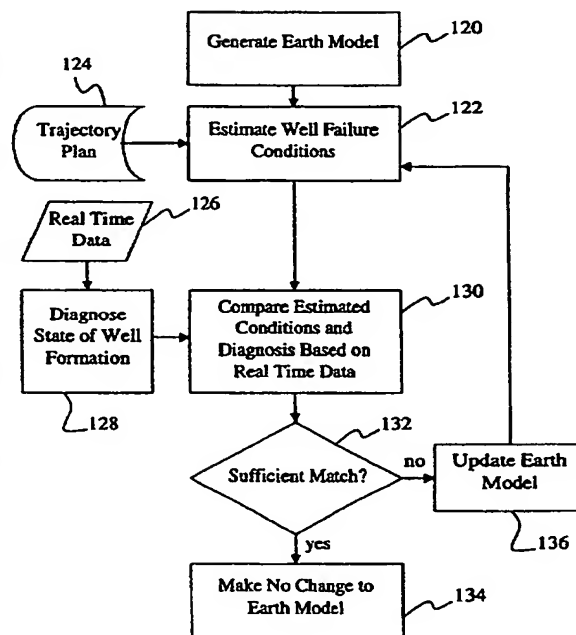 Generate Earth Model
120
124
Trajectory
Plan
Estimate Well Failure
Conditions
122
Real Time
Data
126
Diagnose
State of Well
Formation
128
Compare Estimated
Conditions and
Diagnosis Based on
Real Time Data
130
132
Sufficient Match?
no
Update Earth
Model
136
yes
Make No Change to
Earth Model
134